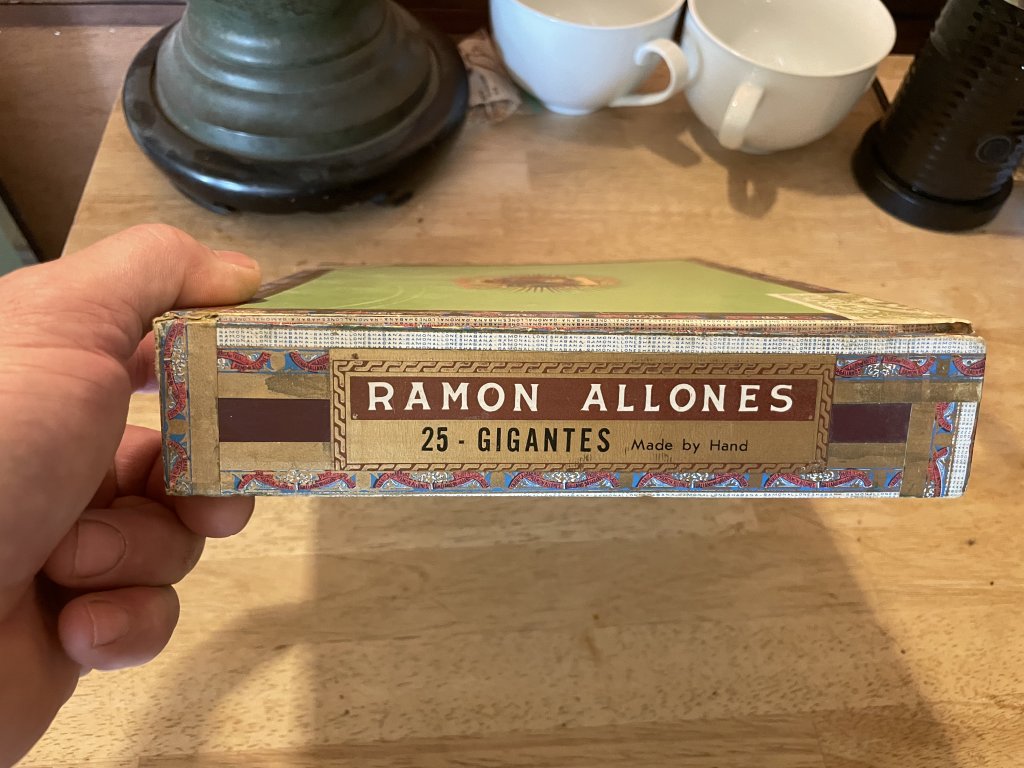 RAMON ALLONES
25 - GIGANTES Made by Hand